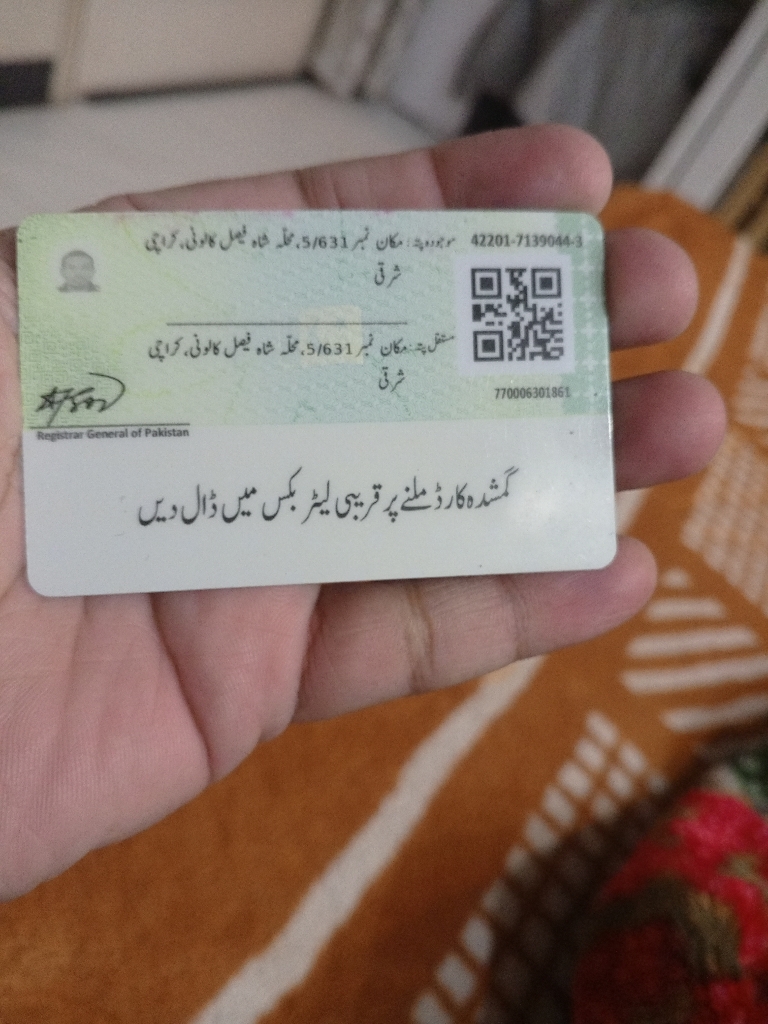 موجودہ پتہ: مکان نمبر 5/631، محلّہ شاہ فیصل کالونی، کراچی
شرقی
42201-7139044-3
مستقل پتہ: مکان نمبر 5/631، محلّہ شاہ فیصل کالونی، کراچی
شرقی
770006301861
Registrar General of Pakistan
گمشدہ کارڈ ملنے پر قریبی لیٹر بکس میں ڈال دیں